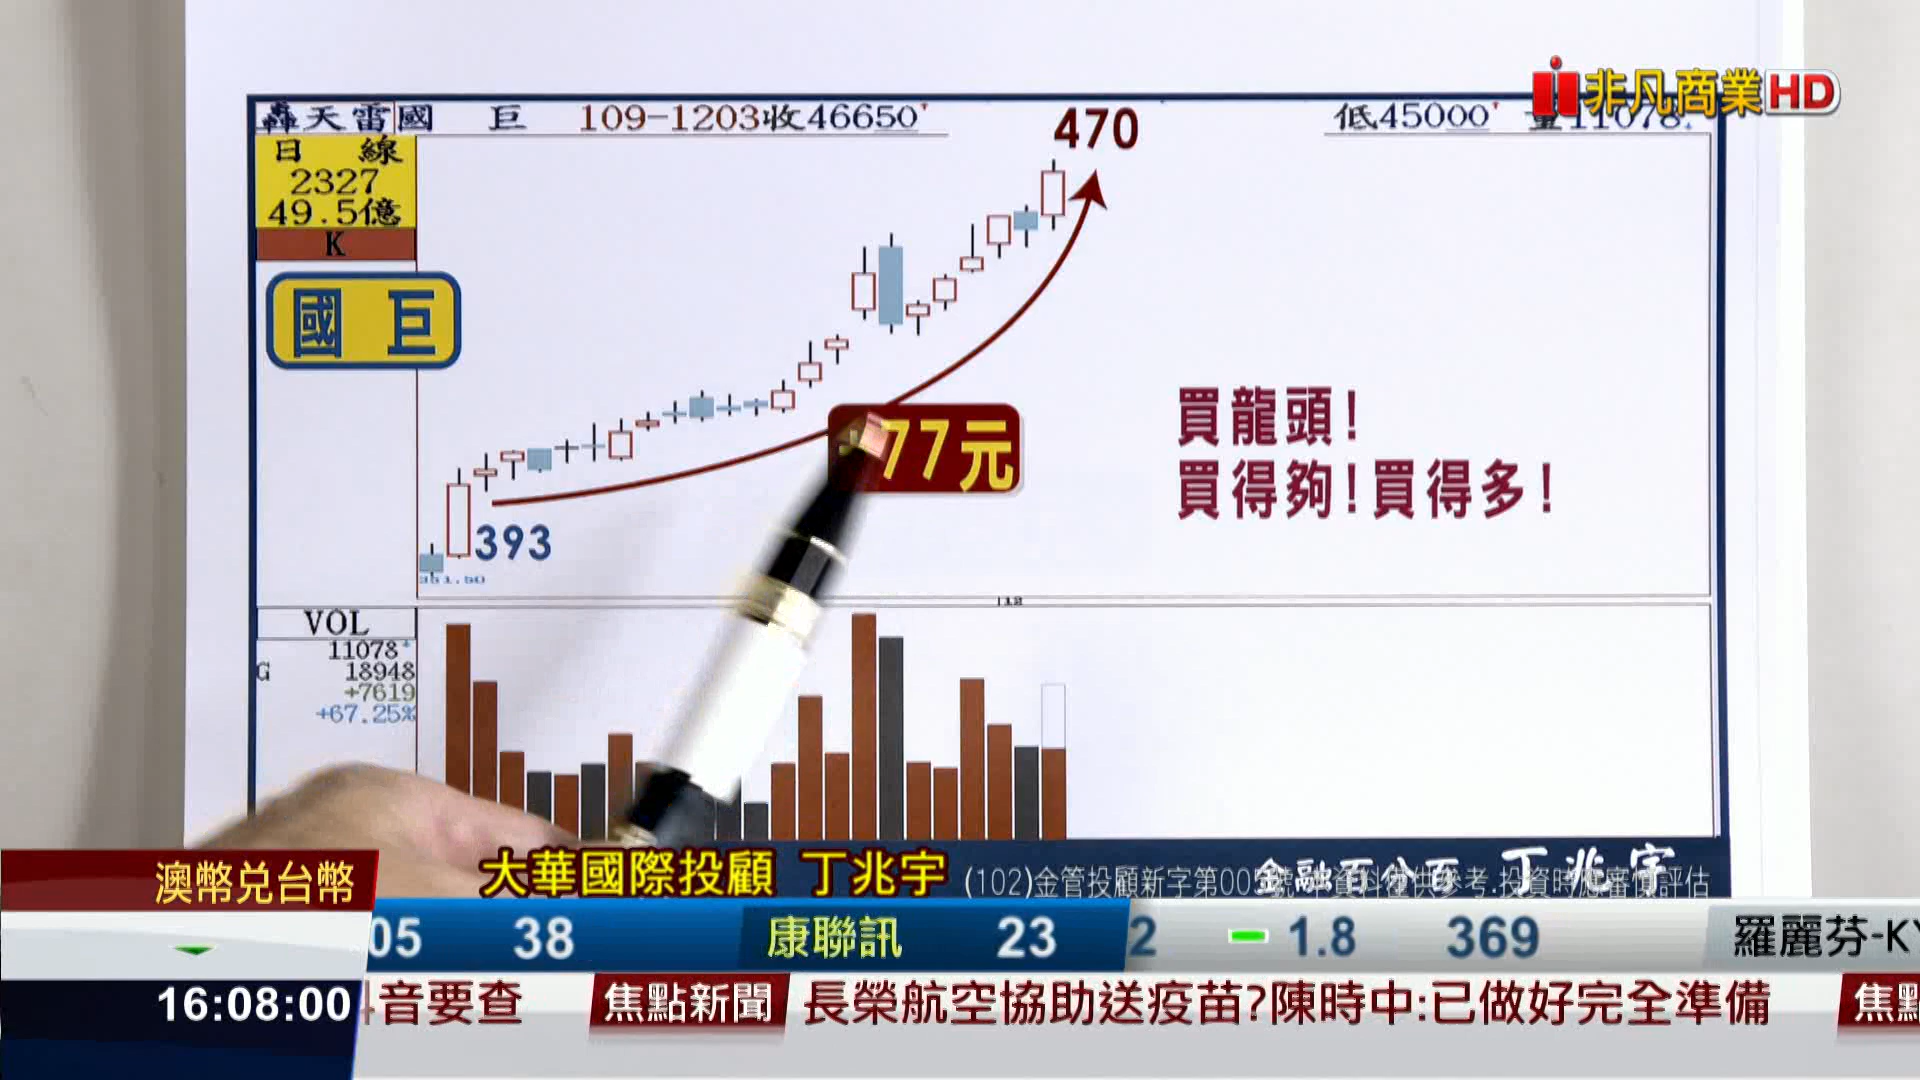 非凡商業HD
轟天雷國 巨 109-1203收46650 低45000 量11078
470
日 線
2327
49.5億
K
國 巨
77元
買龍頭!
買得夠!買得多!
393
351.50
12
VOL
11078
G 18948
+7619
+67.25%
金融百分百 丁兆宇
大華國際投顧 丁兆宇
澳幣兑台幣
05 38 康聯訊 23 2 1.8 369 羅麗芬-KY
16:08:00
音要查 焦點新聞 長榮航空協助送疫苗?陳時中:已做好完全準備 焦點